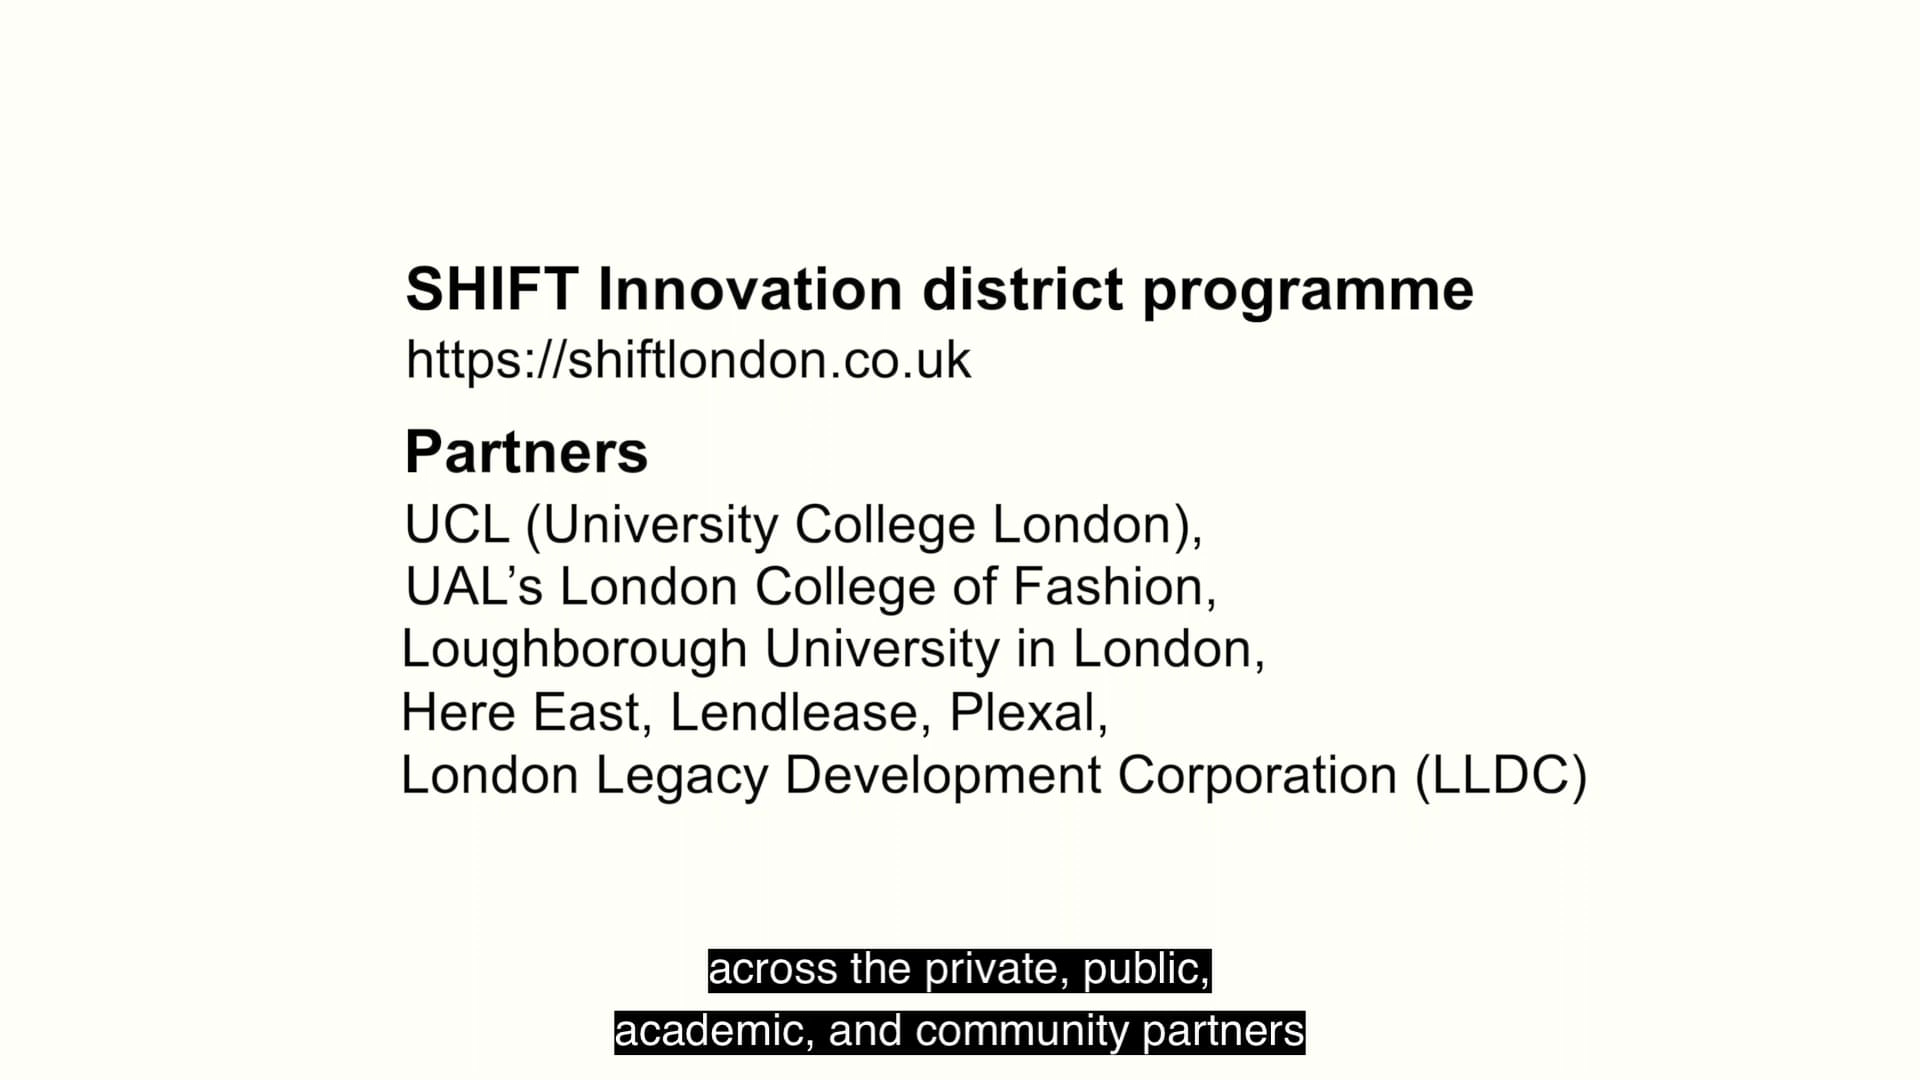 SHIFT Innovation district programme
https://shiftlondon.co.uk
Partners
UCL (University College London),
UAL’s London College of Fashion,
Loughborough University in London,
Here East, Lendlease, Plexal,
London Legacy Development Corporation (LLDC)
across the private, public,
academic, and community partners